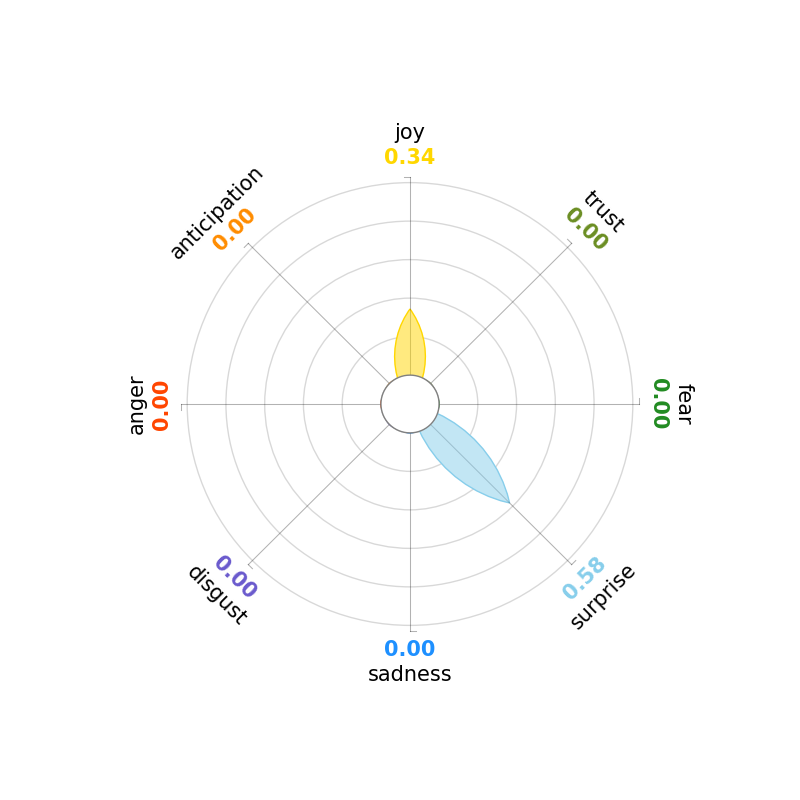 joy
0.34
trust
0.00
fear
0.00
surprise
0.58
sadness
0.00
disgust
0.00
anger
0.00
anticipation
0.00